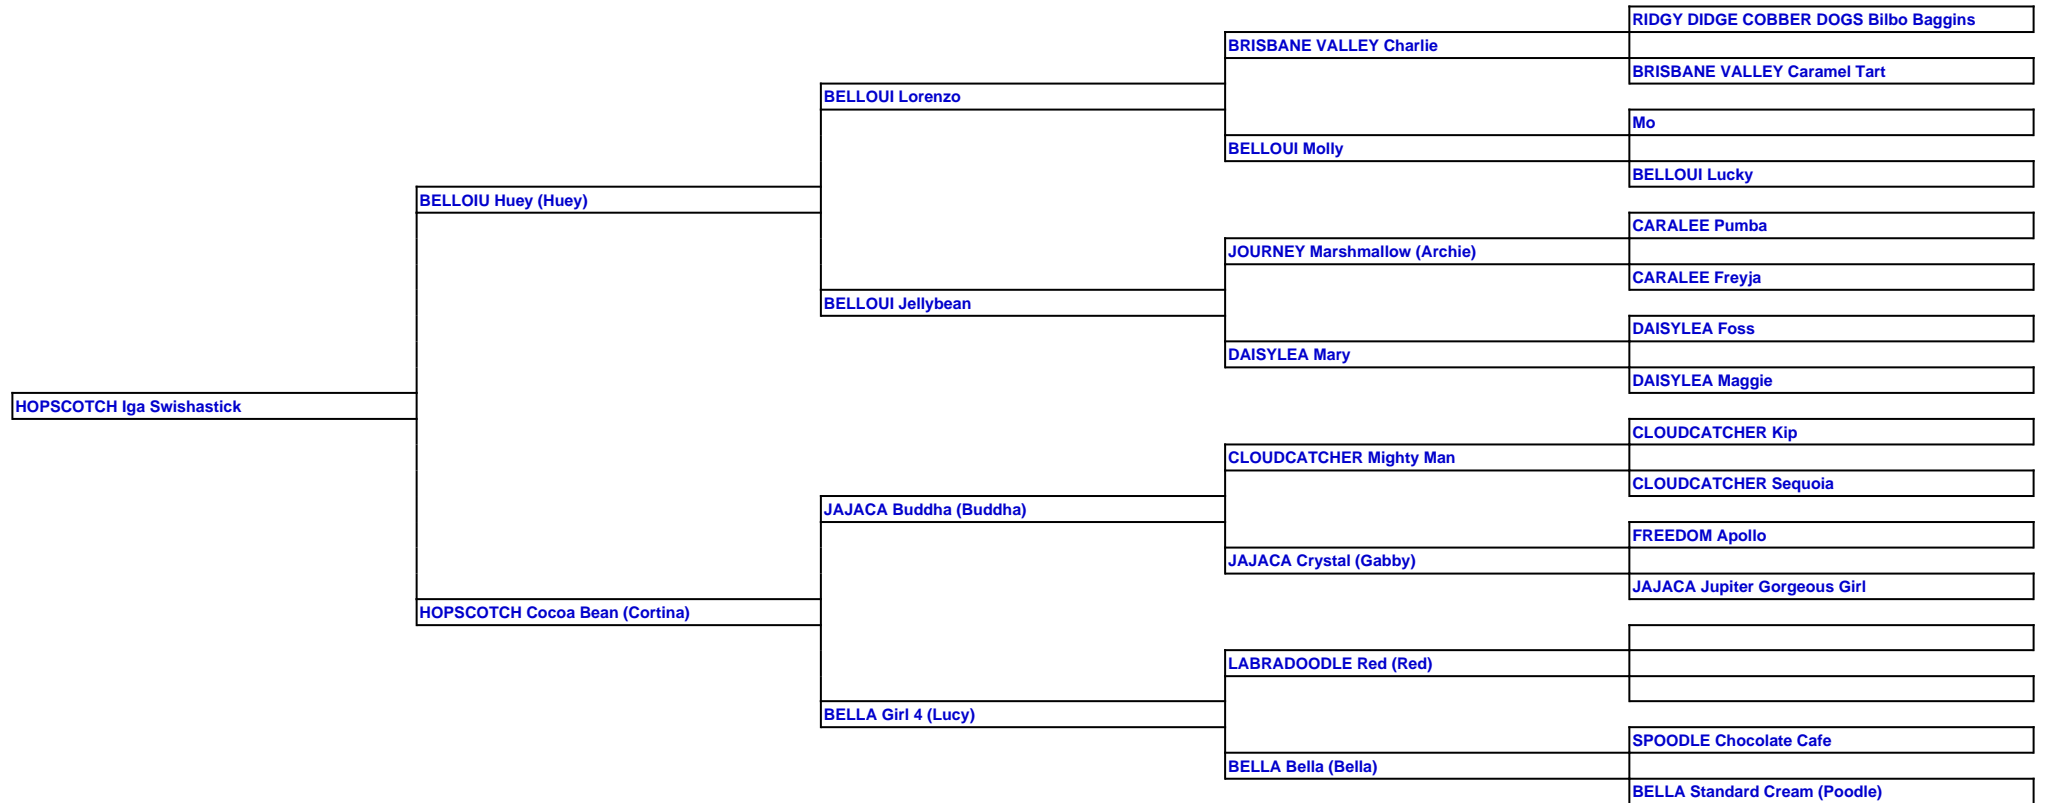 RIDGY DIDGE COBBER DOGS Bilbo Baggins
BRISBANE VALLEY Charlie
BRISBANE VALLEY Caramel Tart
BELLOUI Lorenzo
Mo
BELLOUI Molly
BELLOUI Lucky
BELLOIU Huey (Huey)
CARALEE Pumba
JOURNEY Marshmallow (Archie)
CARALEE Freyja
BELLOUI Jellybean
DAISYLEA Foss
DAISYLEA Mary
DAISYLEA Maggie
HOPSCOTCH Iga Swishastick
CLOUDCATCHER Kip
CLOUDCATCHER Mighty Man
CLOUDCATCHER Sequoia
JAJACA Buddha (Buddha)
FREEDOM Apollo
JAJACA Crystal (Gabby)
JAJACA Jupiter Gorgeous Girl
HOPSCOTCH Cocoa Bean (Cortina)
LABRADOODLE Red (Red)
BELLA Girl 4 (Lucy)
SPOODLE Chocolate Cafe
BELLA Bella (Bella)
BELLA Standard Cream (Poodle)